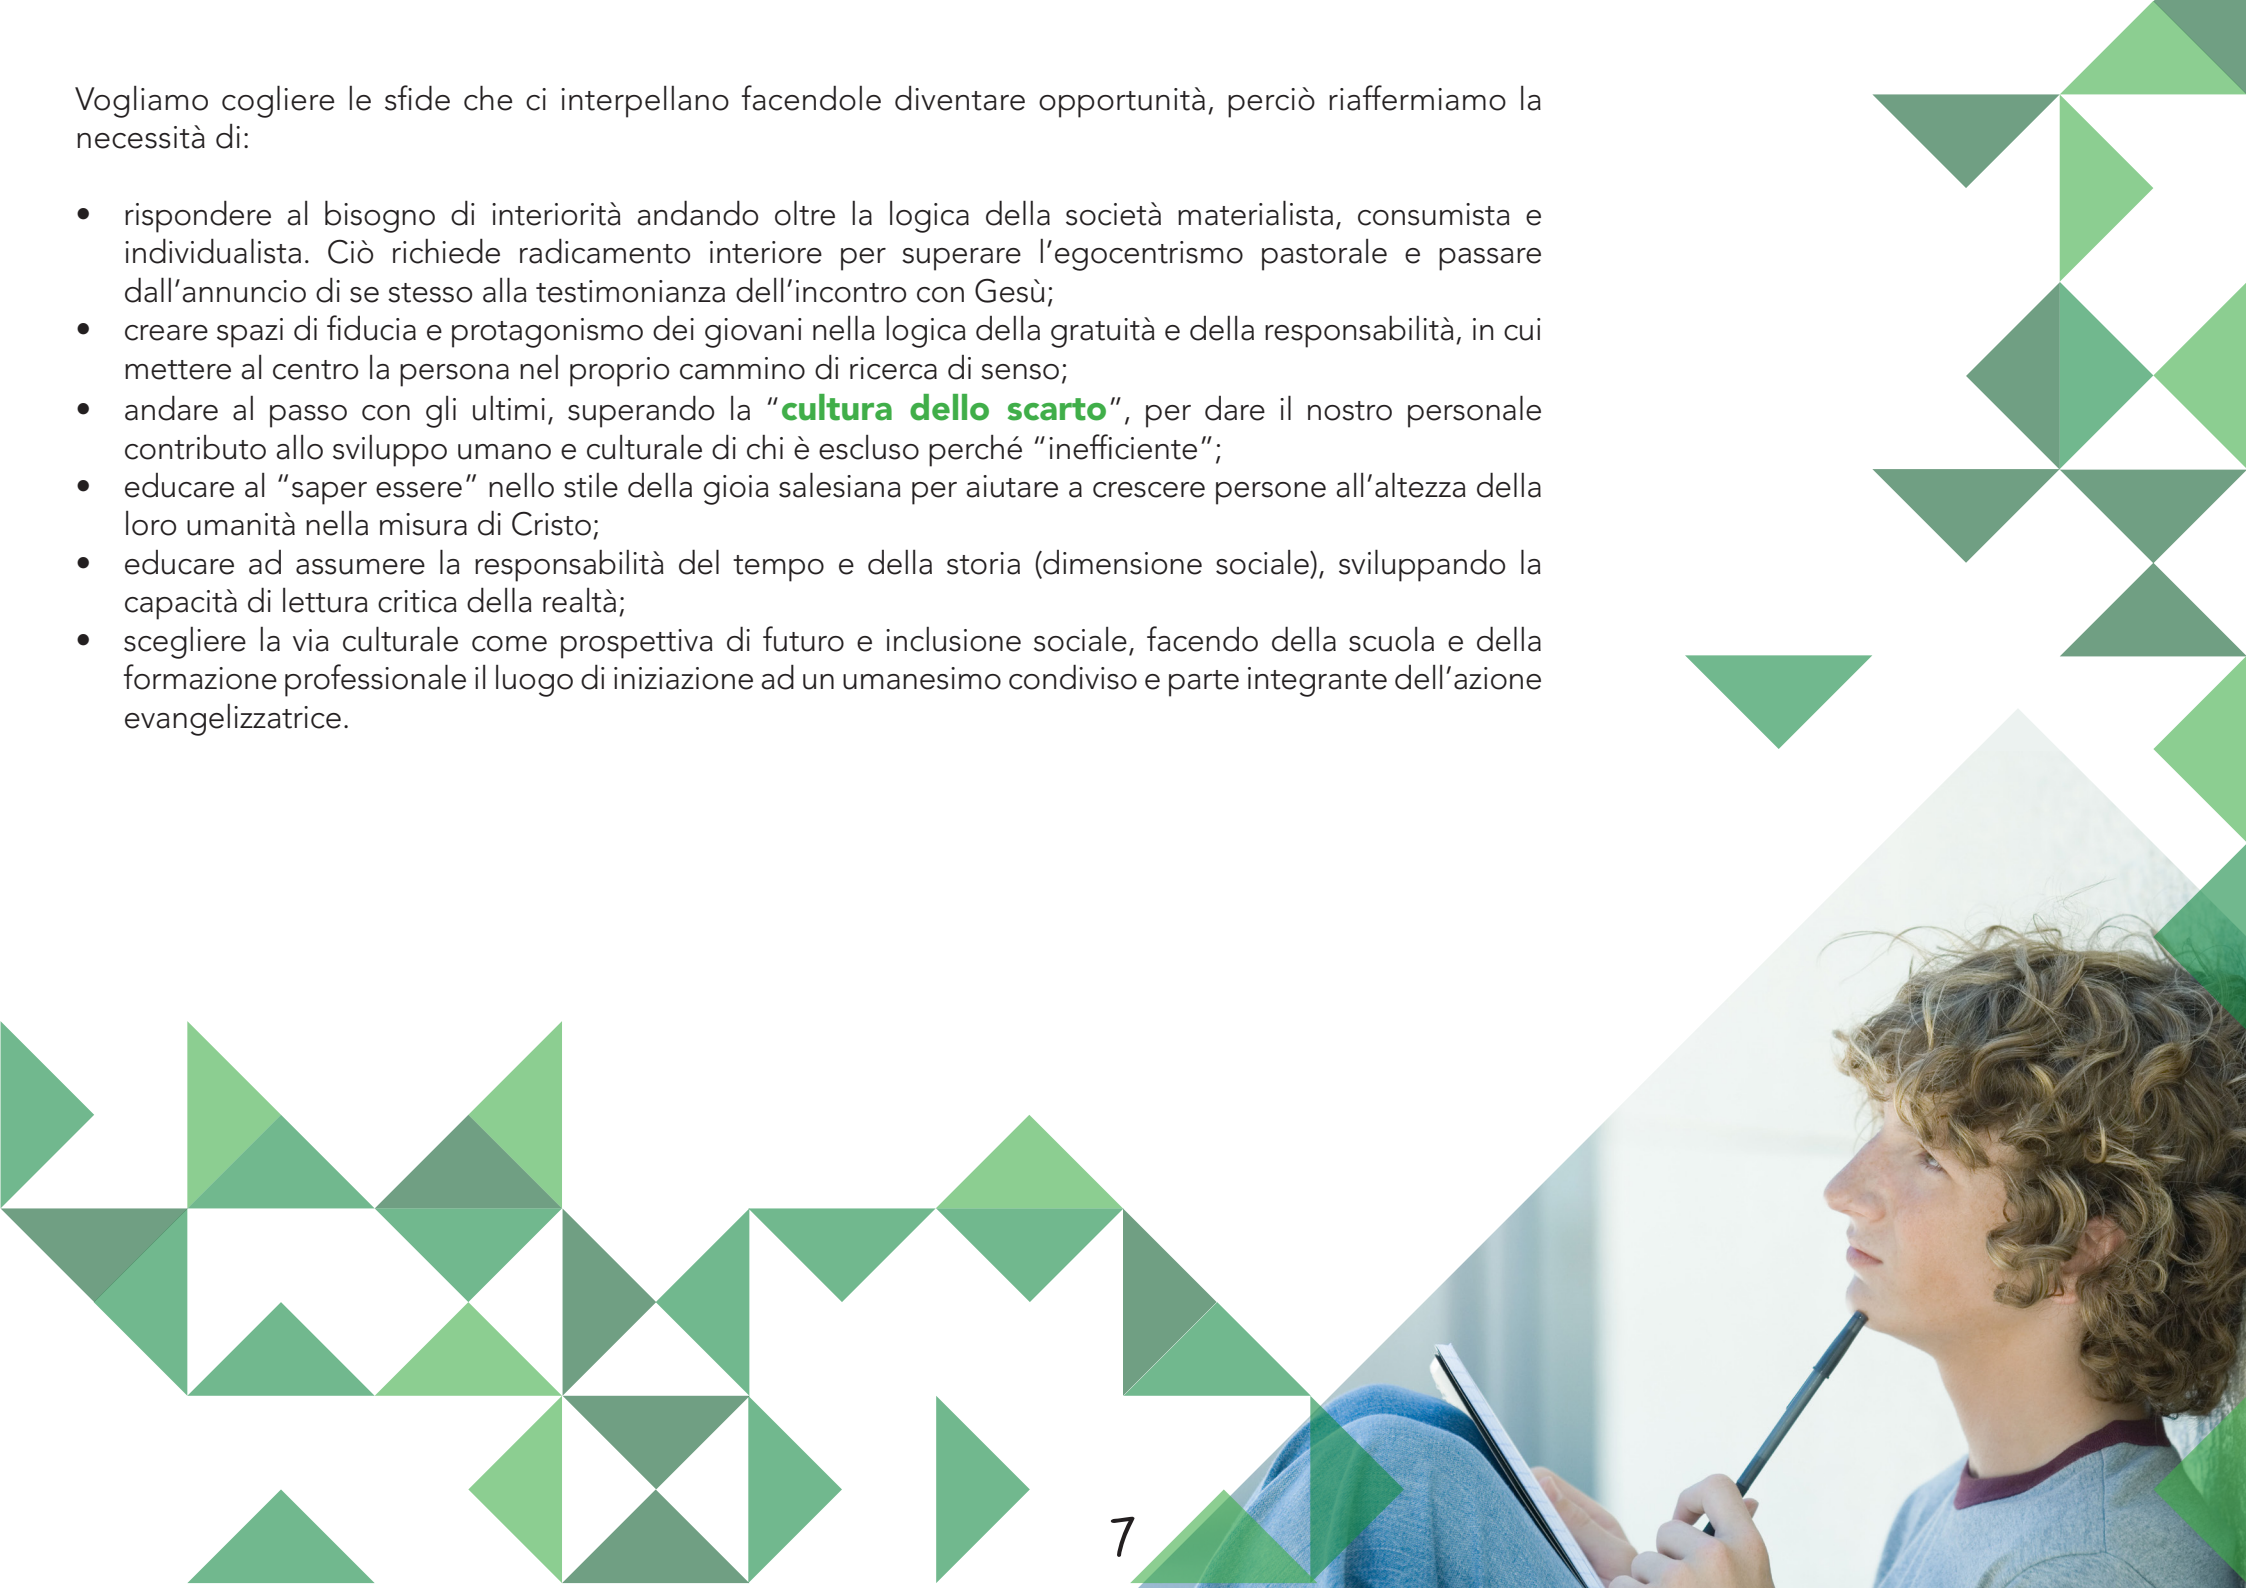 Vogliamo cogliere le sfide che ci interpellano facendole diventare opportunità, perciò riaffermiamo la
necessità di:
• rispondere al bisogno di interiorità andando oltre la logica della società materialista, consumista e
individualista. Ciò richiede radicamento interiore per superare l’egocentrismo pastorale e passare
dall’annuncio di se stesso alla testimonianza dell’incontro con Gesù;
• creare spazi di fiducia e protagonismo dei giovani nella logica della gratuità e della responsabilità, in cui
mettere al centro la persona nel proprio cammino di ricerca di senso;
• andare al passo con gli ultimi, superando la “cultura dello scarto”, per dare il nostro personale
contributo allo sviluppo umano e culturale di chi è escluso perché “inefficiente”;
• educare al “saper essere” nello stile della gioia salesiana per aiutare a crescere persone all’altezza della
loro umanità nella misura di Cristo;
• educare ad assumere la responsabilità del tempo e della storia (dimensione sociale), sviluppando la
capacità di lettura critica della realtà;
• scegliere la via culturale come prospettiva di futuro e inclusione sociale, facendo della scuola e della
formazione professionale il luogo di iniziazione ad un umanesimo condiviso e parte integrante dell’azione
evangelizzatrice.
7